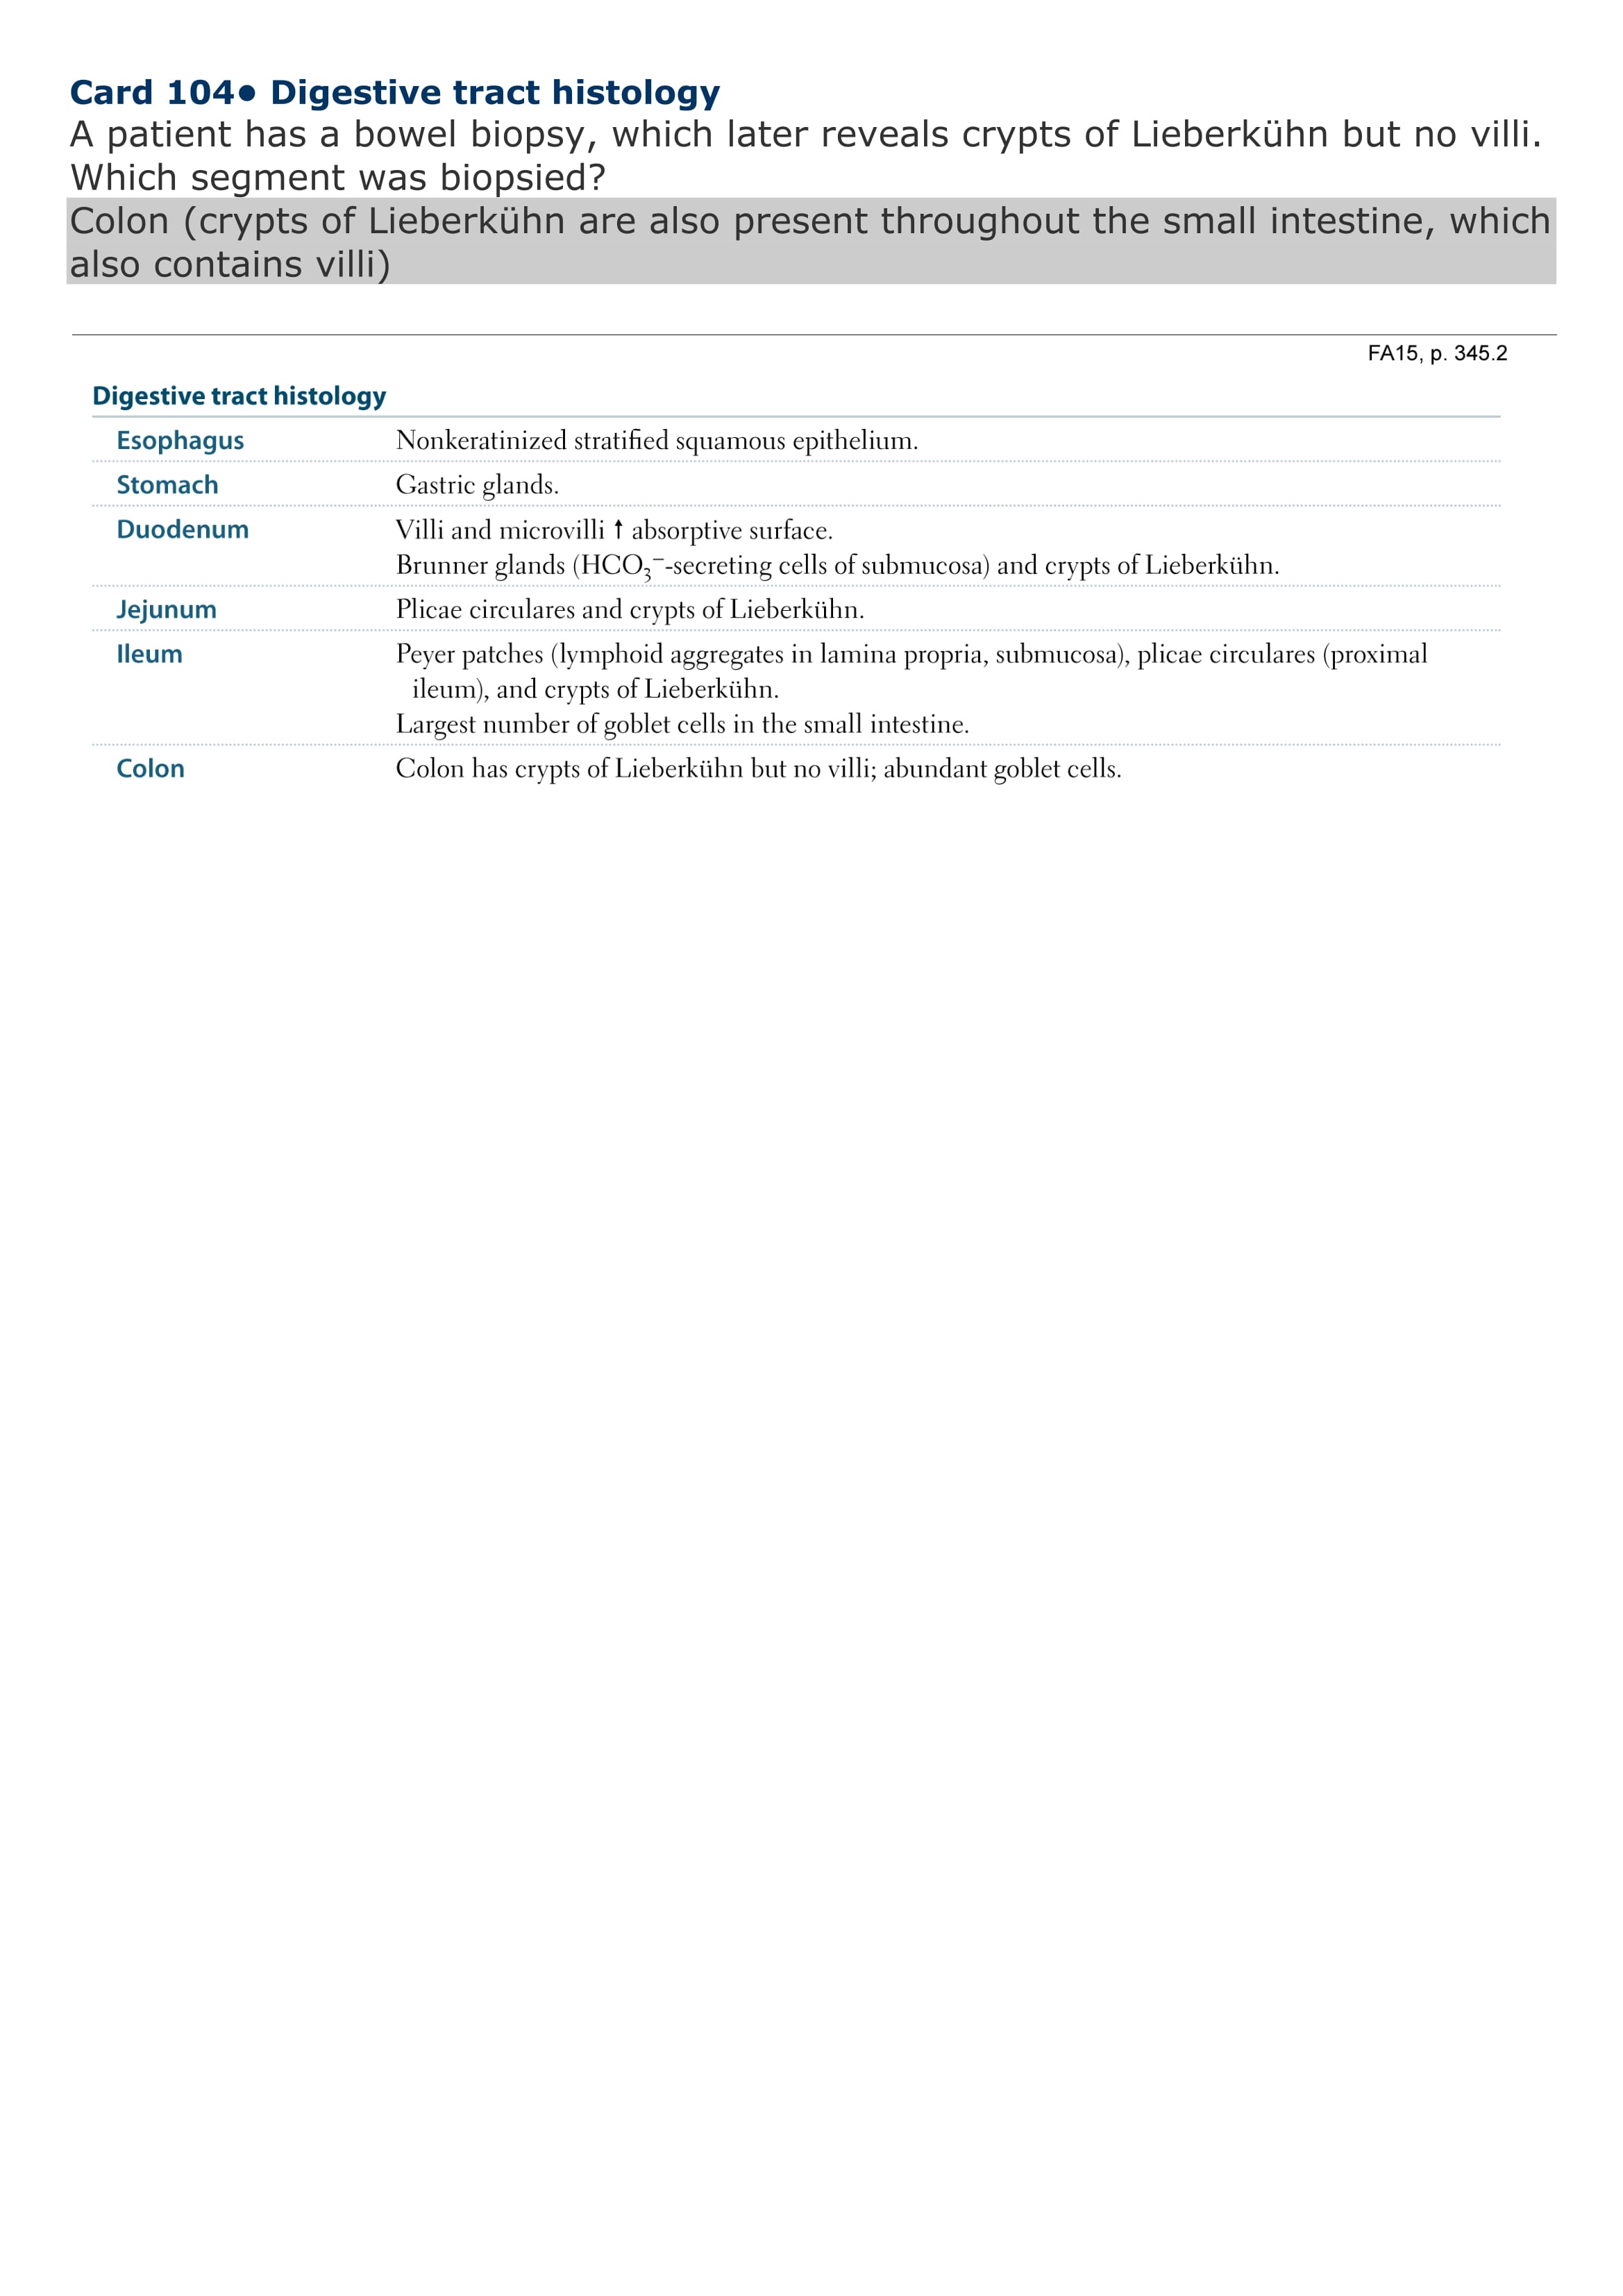 Card 104● Digestive tract histology
A patient has a bowel biopsy, which later reveals crypts of Lieberkühn but no villi.
Which segment was biopsied?
Colon (crypts of Lieberkühn are also present throughout the small intestine, which
also contains villi)
FA15, p. 345.2
Digestive tract histology
Esophagus Nonkeratinized stratified squamous epithelium.
Stomach Gastric glands.
Duodenum Villi and microvilli ↑ absorptive surface.
Brunner glands (HCO₃⁻-secreting cells of submucosa) and crypts of Lieberkühn.
Jejunum Plicae circulares and crypts of Lieberkühn.
Ileum Peyer patches (lymphoid aggregates in lamina propria, submucosa), plicae circulares (proximal
ileum), and crypts of Lieberkühn.
Largest number of goblet cells in the small intestine.
Colon Colon has crypts of Lieberkühn but no villi; abundant goblet cells.